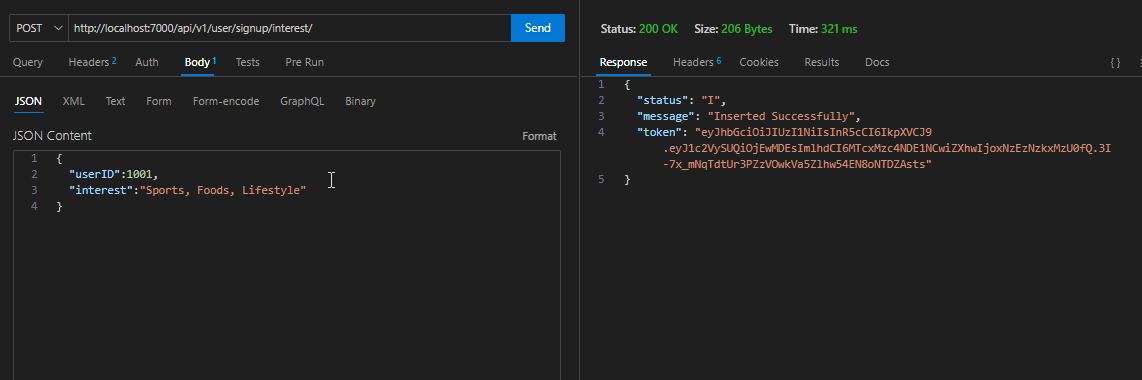 POST http://localhost:7000/api/v1/user/signup/interest/ Send
Query Headers 2 Auth Body 1 Tests Pre Run
JSON XML Text Form Form-encode GraphQL Binary
JSON Content Format
1 {
2 "userID":1001,
3 "interest":"Sports, Foods, Lifestyle"
4 }
Status: 200 OK Size: 206 Bytes Time: 321 ms
Response Headers 6 Cookies Results Docs { }
1 {
2 "status": "I",
3 "message": "Inserted Successfully",
4 "token": "eyJhbGciOiJIUzI1NiIsInR5cCI6IkpXVCJ9
.eyJ1c2VySUQiOjEwMDEsImlhdCI6MTcxMzc4NDE1NCwiZXhwIjoxNzEzNzkxMzU0fQ.3I
-7x_mNqTdtUr3PZzVOwkVa5Zlhw54EN8oNTDZAsts"
5 }